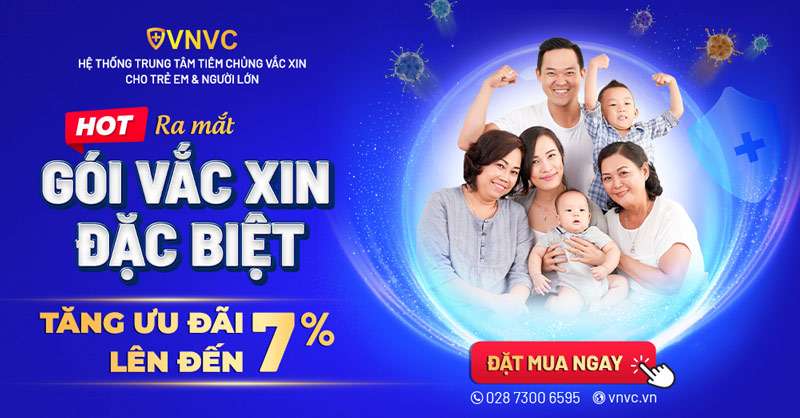 VNVC
HỆ THỐNG TRUNG TÂM TIÊM CHỦNG VẮC XIN
CHO TRẺ EM & NGƯỜI LỚN
HOT Ra mắt
GÓI VẮC XIN
ĐẶC BIỆT
TĂNG ƯU ĐÃI
LÊN ĐẾN 7%
ĐẶT MUA NGAY
028 7300 6595 vnvc.vn